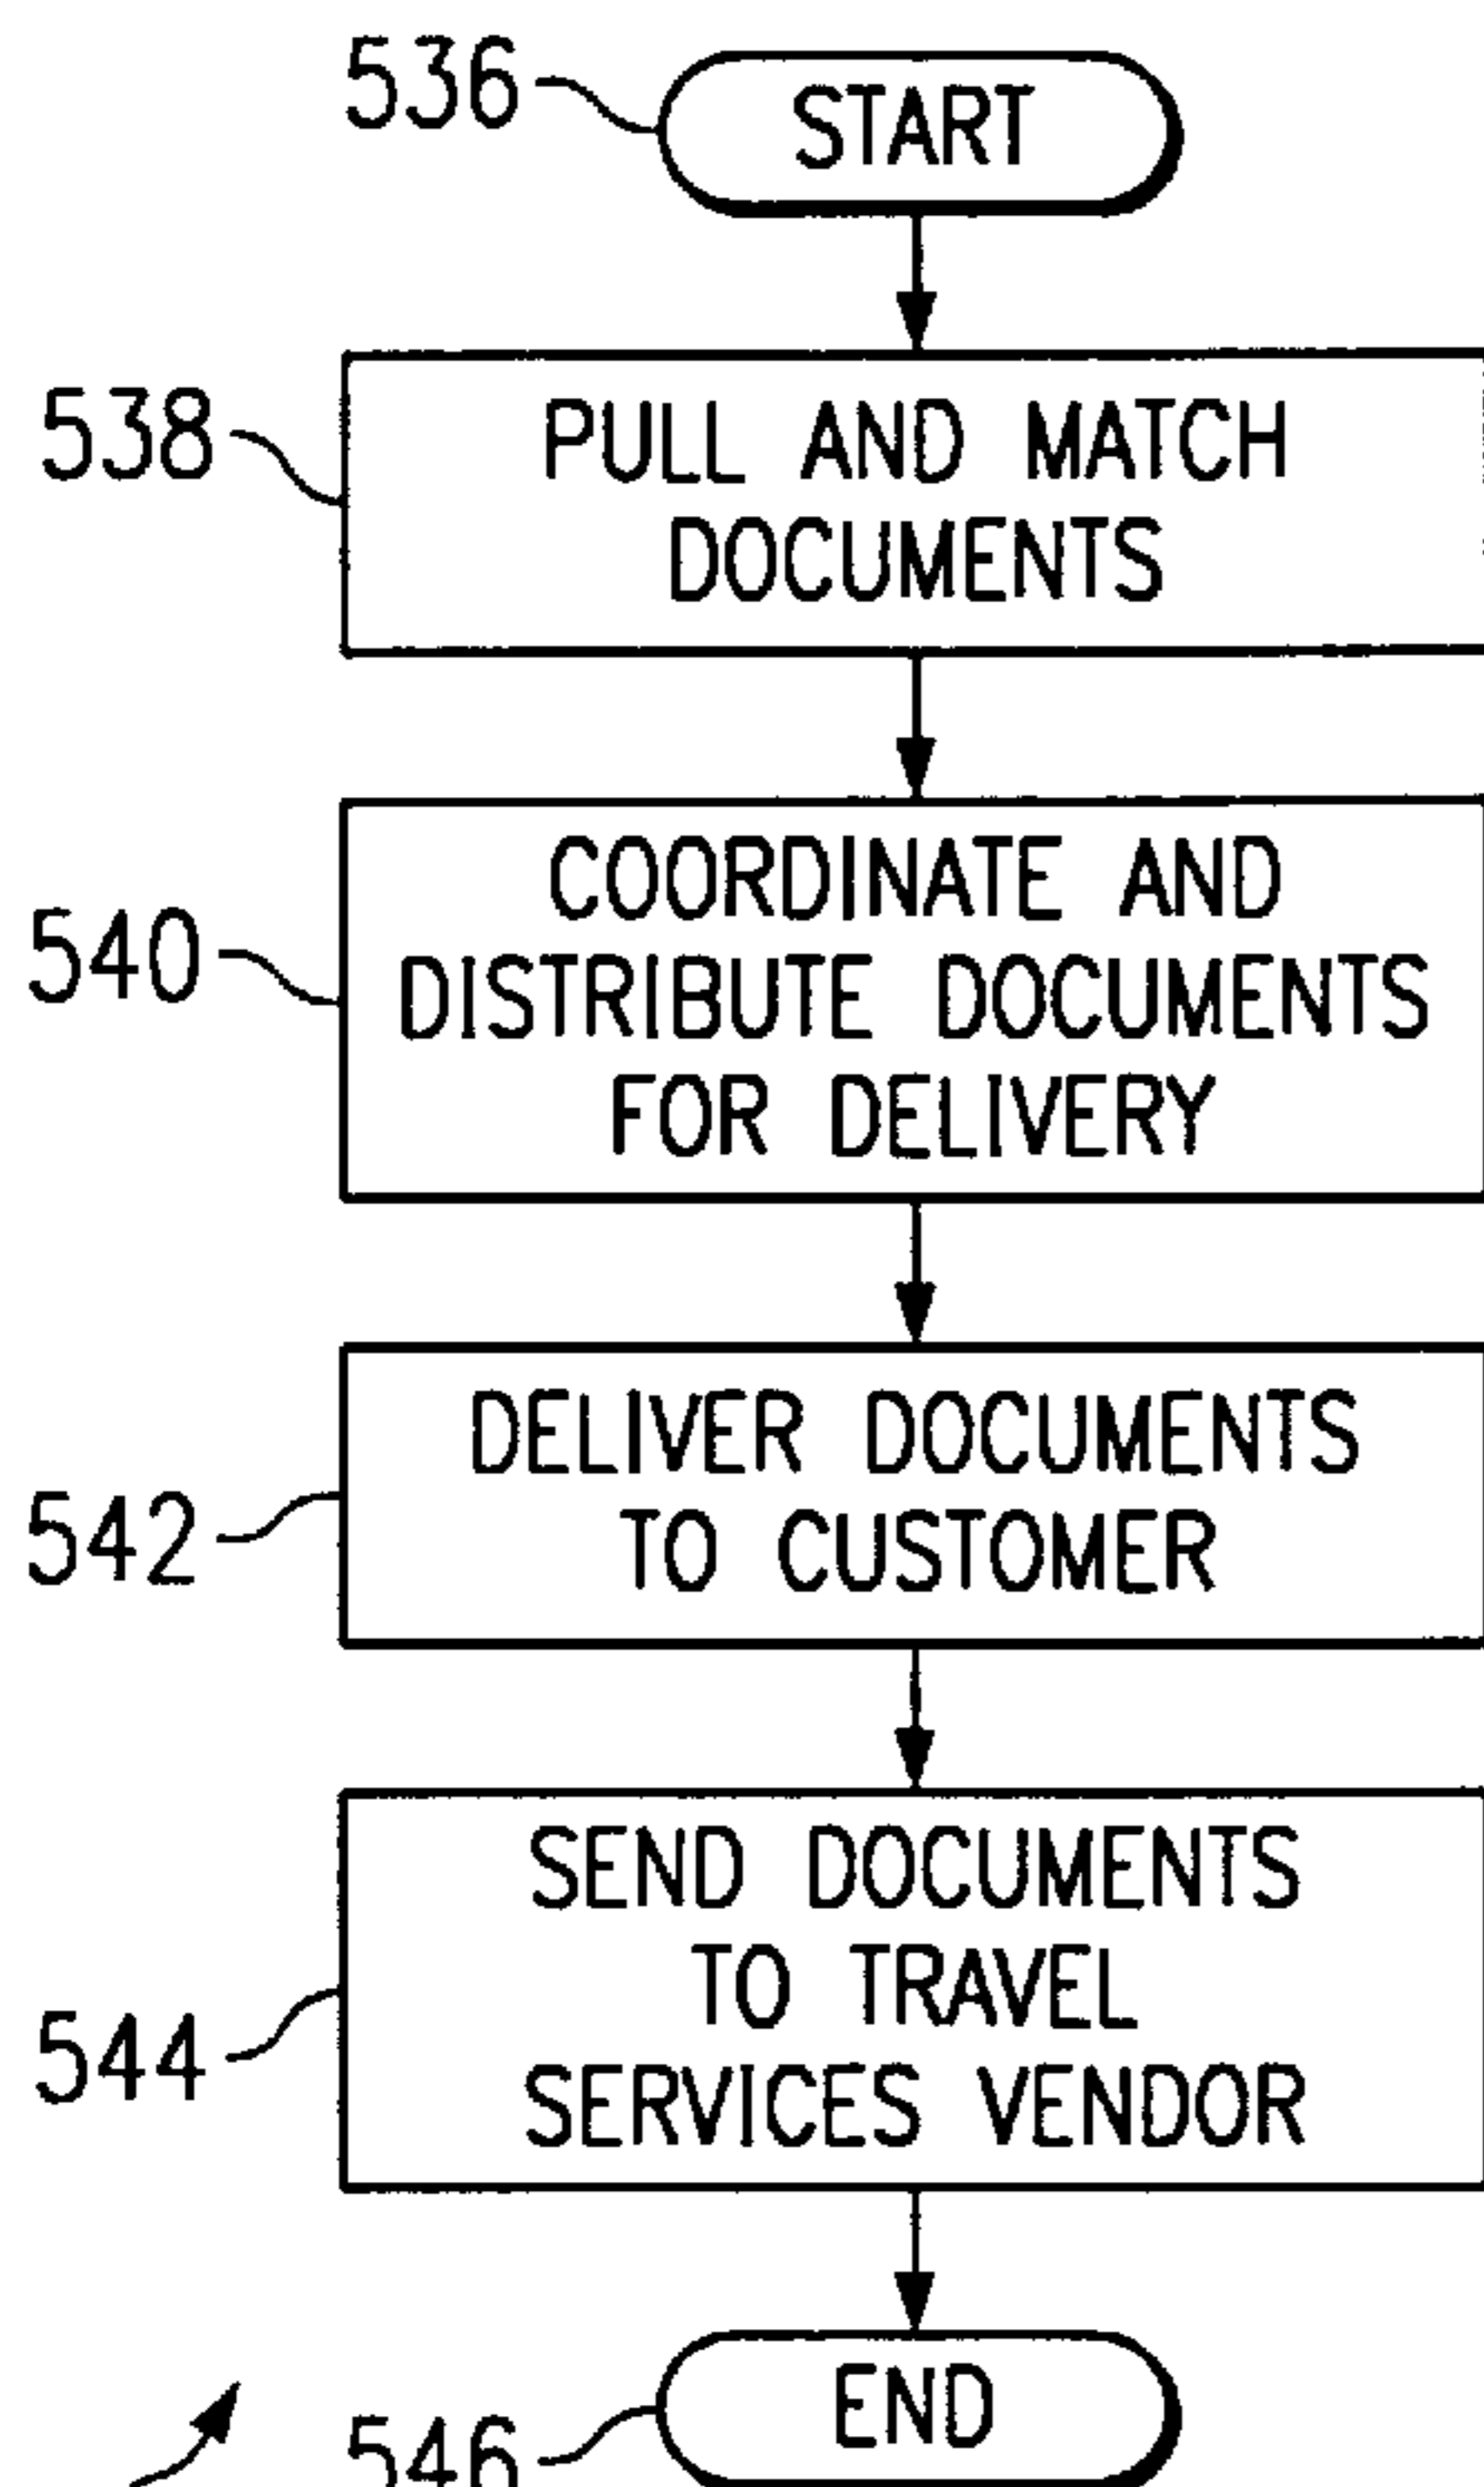 536
START
538
PULL AND MATCH
DOCUMENTS
540
COORDINATE AND
DISTRIBUTE DOCUMENTS
FOR DELIVERY
542
DELIVER DOCUMENTS
TO CUSTOMER
544
SEND DOCUMENTS
TO TRAVEL
SERVICES VENDOR
546
END